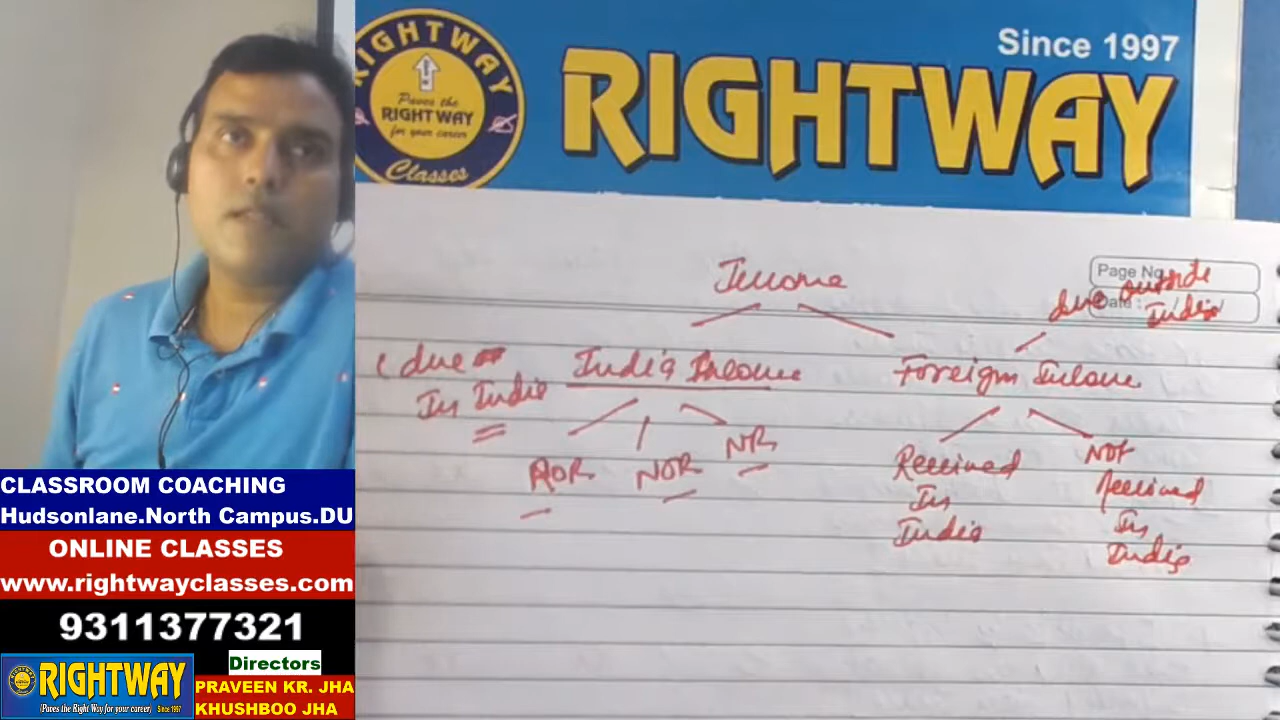 Since 1997
RIGHTWAY
RIGHTWAY
Paves the
RIGHTWAY
for your career
Classes
Page No
Date :
Income
due outside
India
( due
In India
India Income
Foreign Income
ROR
NOR
NR
Received
In
India
Not
Received
In
India
CLASSROOM COACHING
Hudsonlane.North Campus.DU
ONLINE CLASSES
www.rightwayclasses.com
9311377321
RIGHTWAY
(Paves the Right Way for your career) Since 1997
Directors
PRAVEEN KR. JHA
KHUSHBOO JHA